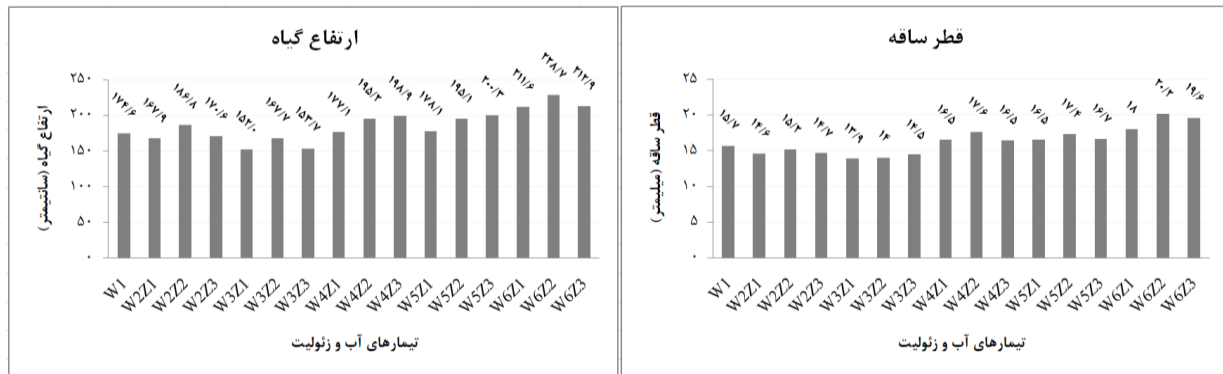 ارتفاع گیاه
ارتفاع گیاه (سانتیمتر)
۲۵۰
۲۰۰
۱۵۰
۱۰۰
۵۰
۰
۱۷۴/۶
۱۶۷/۹
۱۸۶/۸
۱۷۰/۶
۱۵۲/۰
۱۶۷/۷
۱۵۳/۷
۱۷۷/۱
۱۹۵/۲
۱۹۸/۹
۱۷۸/۱
۱۹۵/۱
۲۰۰/۳
۲۱۱/۶
۲۲۸/۷
۲۱۲/۹
W1
W2Z1
W2Z2
W2Z3
W3Z1
W3Z2
W3Z3
W4Z1
W4Z2
W4Z3
W5Z1
W5Z2
W5Z3
W6Z1
W6Z2
W6Z3
تیمارهای آب و زئولیت
قطر ساقه
قطر ساقه (میلیمتر)
۲۵
۲۰
۱۵
۱۰
۵
۰
۱۵/۷
۱۴/۶
۱۵/۲
۱۴/۷
۱۳/۹
۱۴
۱۴/۵
۱۶/۵
۱۷/۶
۱۶/۵
۱۶/۵
۱۷/۴
۱۶/۷
۱۸
۲۰/۲
۱۹/۶
W1
W2Z1
W2Z2
W2Z3
W3Z1
W3Z2
W3Z3
W4Z1
W4Z2
W4Z3
W5Z1
W5Z2
W5Z3
W6Z1
W6Z2
W6Z3
تیمارهای آب و زئولیت